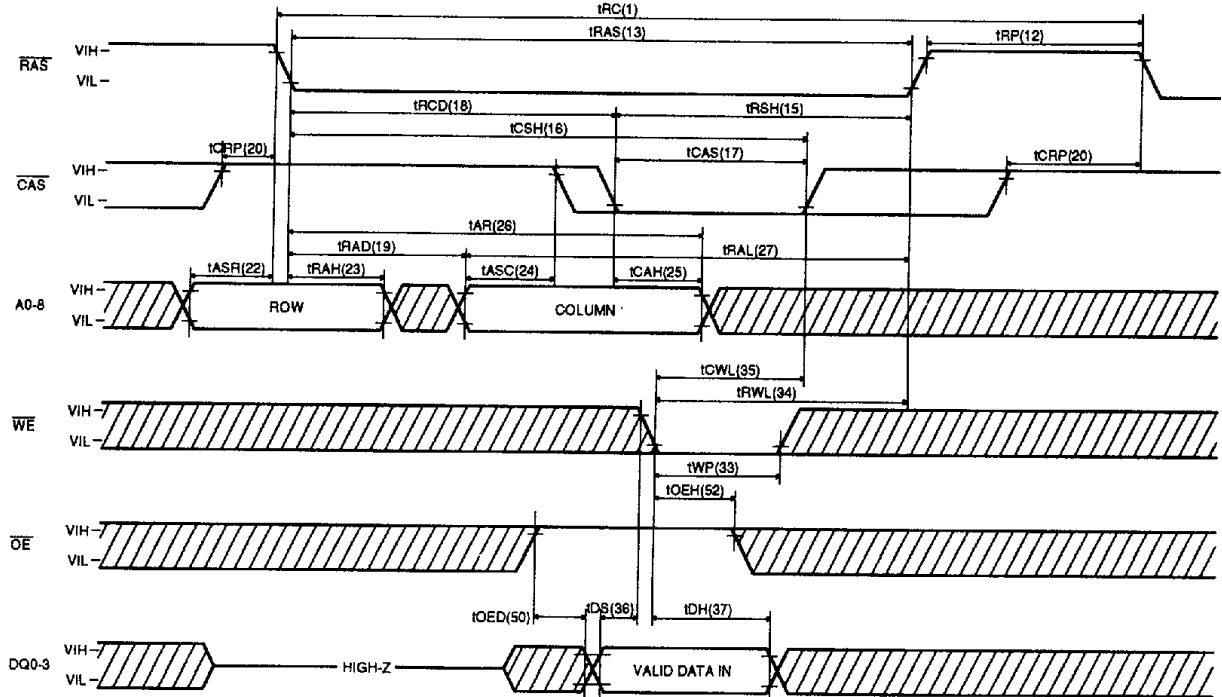 tRC(1)
tRAS(13)
tRP(12)
RAS
VIH
VIL
tRCD(18)
tRSH(15)
tCSH(16)
tCRP(20)
tCAS(17)
tCRP(20)
CAS
VIH
VIL
tAR(26)
tRAD(19)
tRAL(27)
tASR(22)
tRAH(23)
tASC(24)
tCAH(25)
A0-8
VIH
VIL
ROW
COLUMN
tCWL(35)
tRWL(34)
WE
VIH
VIL
tWP(33)
tOEH(52)
OE
VIH
VIL
tOED(50)
tDS(36)
tDH(37)
DQ0-3
VIH
VIL
HIGH-Z
VALID DATA IN